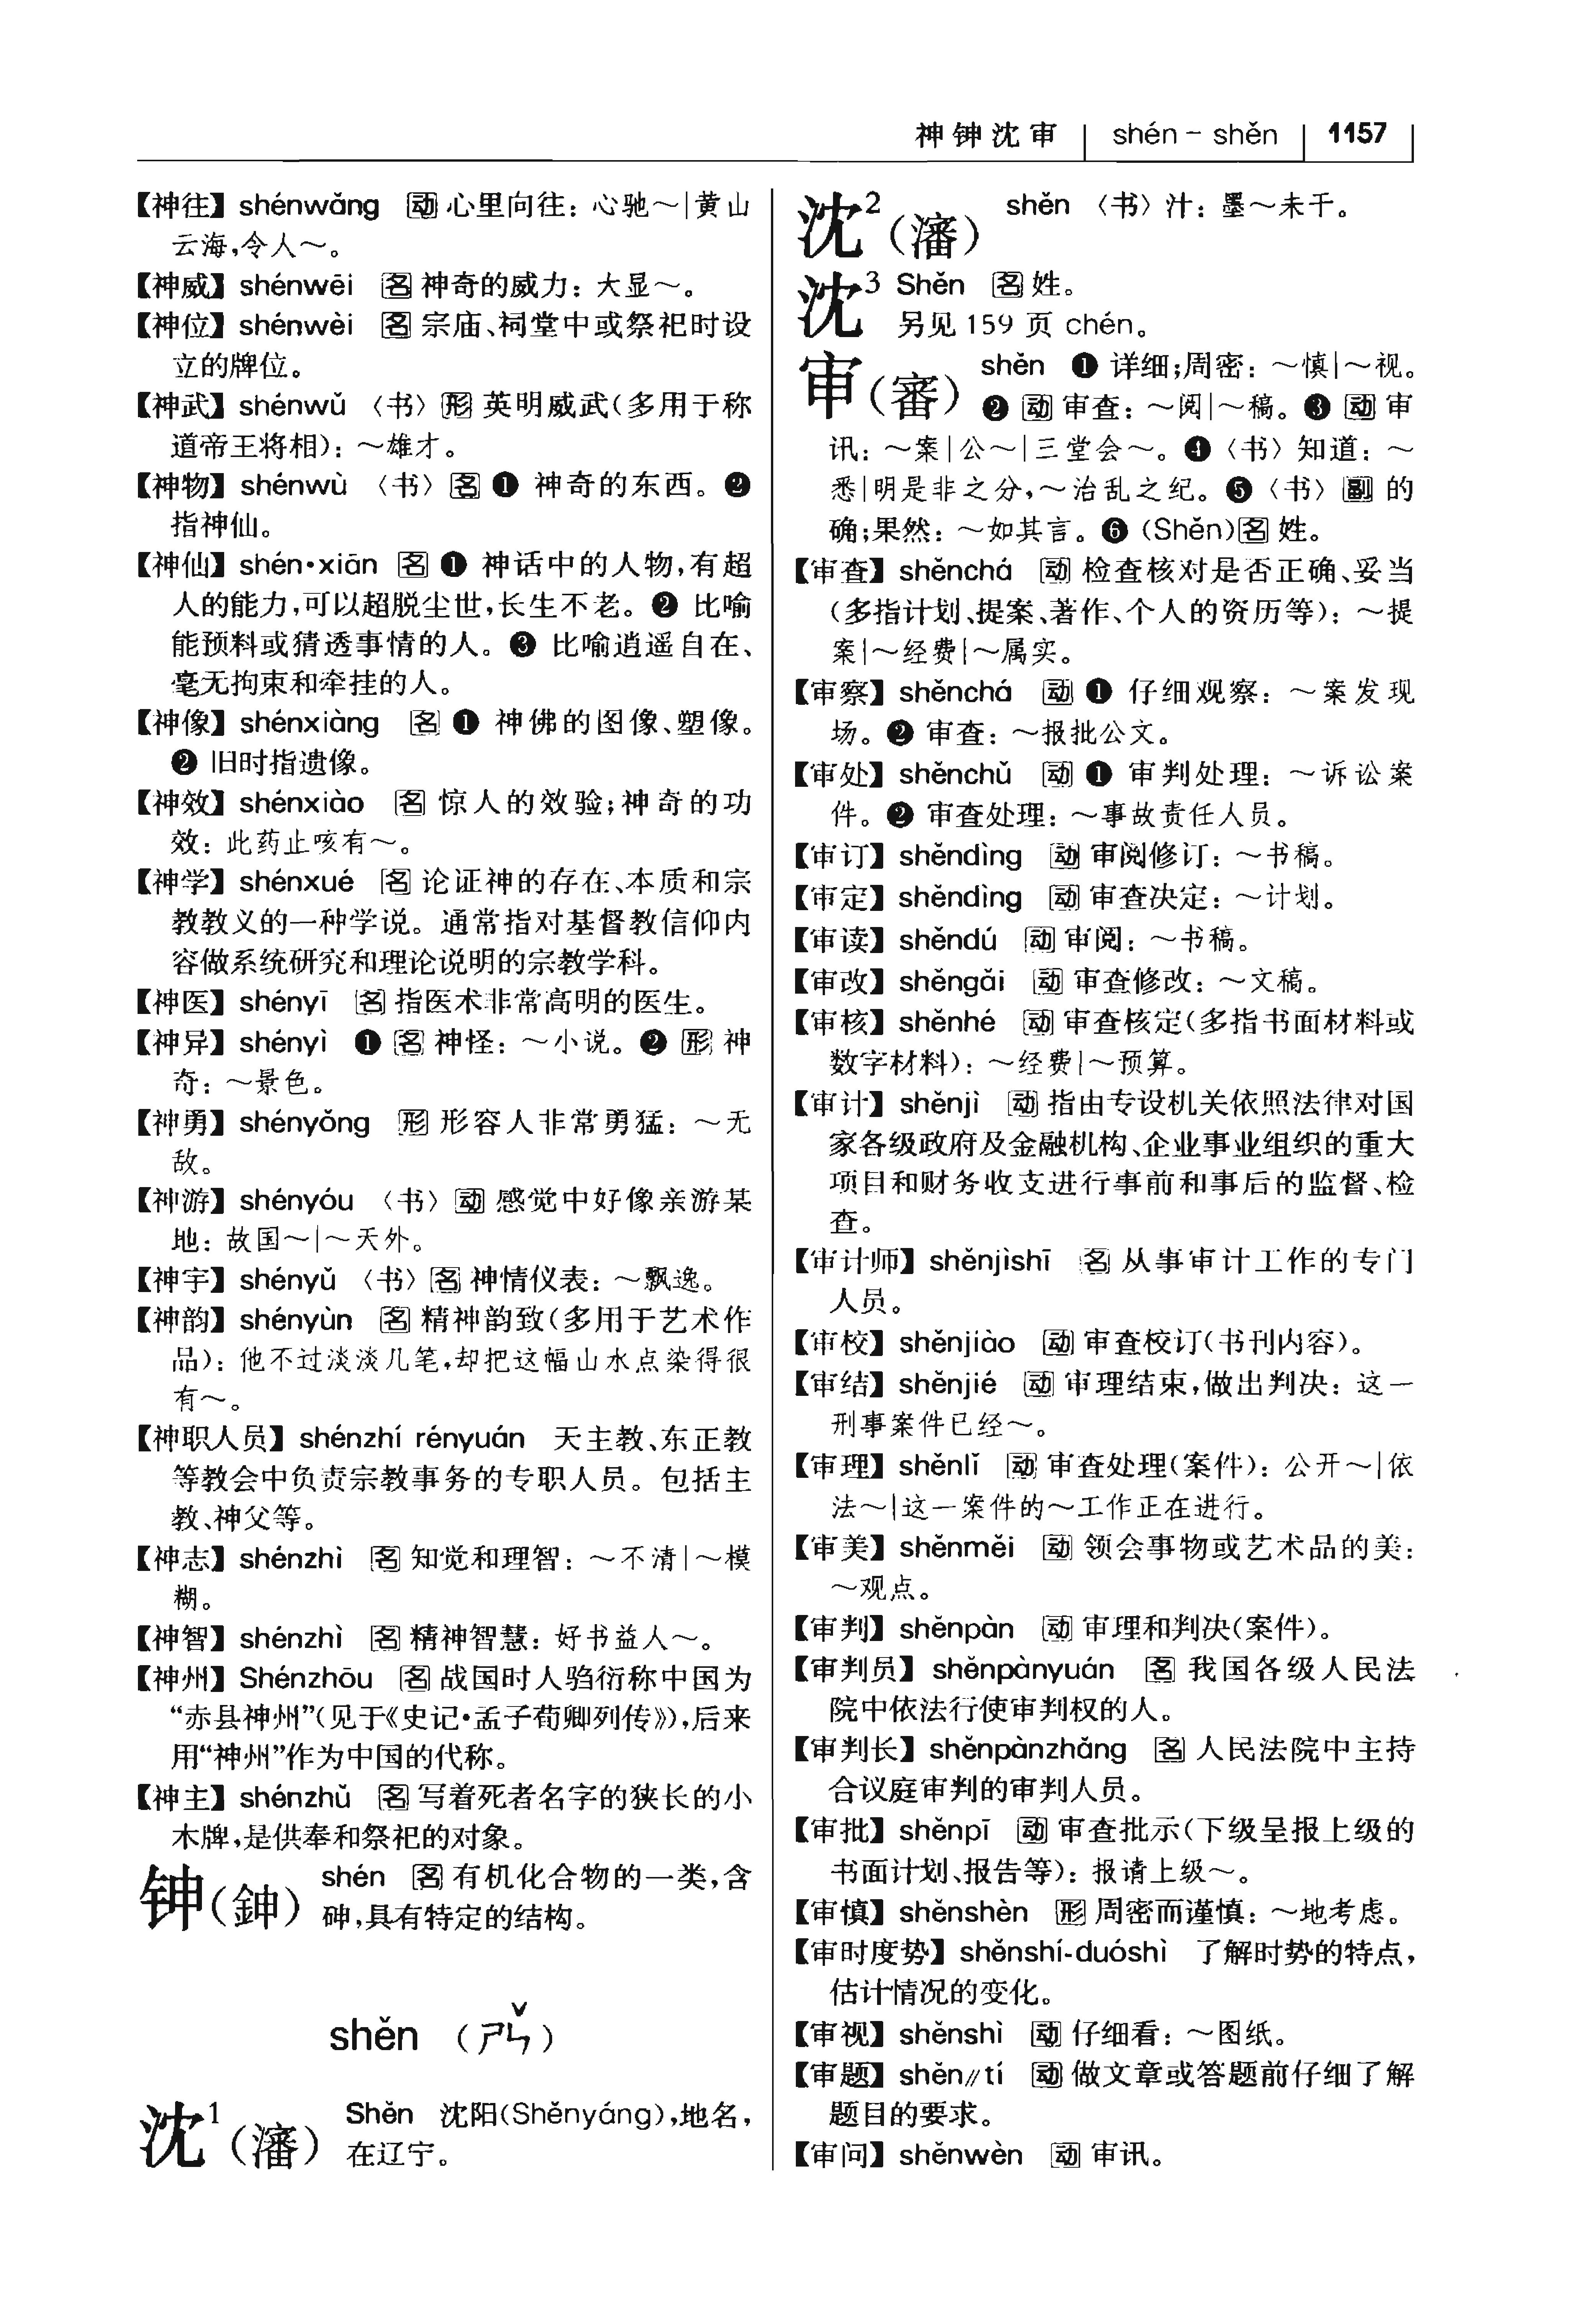 神钟沈审 | shén – shěn | 1157
【神往】 shénwǎng 动 心里向往：心驰～|黄山
云海,令人～。
【神威】 shénwēi 名 神奇的威力：大显～。
【神位】 shénwèi 名 宗庙、祠堂中或祭祀时设
立的牌位。
【神武】 shénwǔ 〈书〉形 英明威武(多用于称
道帝王将相)：～雄才。
【神物】 shénwù 〈书〉名 ❶ 神奇的东西。❷
指神仙。
【神仙】 shén•xiān 名 ❶ 神话中的人物,有超
人的能力,可以超脱尘世,长生不老。❷ 比喻
能预料或猜透事情的人。❸ 比喻逍遥自在、
毫无拘束和牵挂的人。
【神像】 shénxiàng 名 ❶ 神佛的图像、塑像。
❷ 旧时指遗像。
【神效】 shénxiào 名 惊人的效验;神奇的功
效：此药止咳有～。
【神学】 shénxué 名 论证神的存在、本质和宗
教教义的一种学说。通常指对基督教信仰内
容做系统研究和理论说明的宗教学科。
【神医】 shényī 名 指医术非常高明的医生。
【神异】 shényì ❶ 名 神怪：～小说。❷ 形 神
奇：～景色。
【神勇】 shényǒng 形 形容人非常勇猛：～无
敌。
【神游】 shényóu 〈书〉动 感觉中好像亲游某
地：故国～|～天外。
【神宇】 shényǔ 〈书〉名 神情仪表：～飘逸。
【神韵】 shényùn 名 精神韵致(多用于艺术作
品)：他不过淡淡几笔,却把这幅山水点染得很
有～。
【神职人员】 shénzhí rényuán 天主教、东正教
等教会中负责宗教事务的专职人员。包括主
教、神父等。
【神志】 shénzhì 名 知觉和理智：～不清|～模
糊。
【神智】 shénzhì 名 精神智慧：好书益人～。
【神州】 Shénzhōu 名 战国时人驺衍称中国为
“赤县神州”(见于《史记•孟子荀卿列传》),后来
用“神州”作为中国的代称。
【神主】 shénzhǔ 名 写着死者名字的狭长的小
木牌,是供奉和祭祀的对象。
钟(鉮) shén 名 有机化合物的一类,含
砷,具有特定的结构。
shěn (ㄕㄣˇ)
沈1(瀋) Shěn 沈阳(Shěnyáng),地名,
在辽宁。
沈2(瀋) shěn 〈书〉汁：墨～未干。
沈3 Shěn 名 姓。
另见 159 页 chén。
审(審) shěn ❶ 详细;周密：～慎|～视。
❷ 动 审查：～阅|～稿。❸ 动 审
讯：～案|公～|三堂会～。❹〈书〉知道：～
悉|明是非之分,～治乱之纪。❺〈书〉副 的
确;果然：～如其言。❻ (Shěn)名 姓。
【审查】 shěnchá 动 检查核对是否正确、妥当
(多指计划、提案、著作、个人的资历等)：～提
案|～经费|～属实。
【审察】 shěnchá 动 ❶ 仔细观察：～案发现
场。❷ 审查：～报批公文。
【审处】 shěnchǔ 动 ❶ 审判处理：～诉讼案
件。❷ 审查处理：～事故责任人员。
【审订】 shěndìng 动 审阅修订：～书稿。
【审定】 shěndìng 动 审查决定：～计划。
【审读】 shěndú 动 审阅：～书稿。
【审改】 shěngǎi 动 审查修改：～文稿。
【审核】 shěnhé 动 审查核定(多指书面材料或
数字材料)：～经费|～预算。
【审计】 shěnjì 动 指由专设机关依照法律对国
家各级政府及金融机构、企业事业组织的重大
项目和财务收支进行事前和事后的监督、检
查。
【审计师】 shěnjìshī 名 从事审计工作的专门
人员。
【审校】 shěnjiào 动 审查校订(书刊内容)。
【审结】 shěnjié 动 审理结束,做出判决：这一
刑事案件已经～。
【审理】 shěnlǐ 动 审查处理(案件)：公开～|依
法～|这一案件的～工作正在进行。
【审美】 shěnměi 动 领会事物或艺术品的美：
～观点。
【审判】 shěnpàn 动 审理和判决(案件)。
【审判员】 shěnpànyuán 名 我国各级人民法
院中依法行使审判权的人。
【审判长】 shěnpànzhǎng 名 人民法院中主持
合议庭审判的审判人员。
【审批】 shěnpī 动 审查批示(下级呈报上级的
书面计划、报告等)：报请上级～。
【审慎】 shěnshèn 形 周密而谨慎：～地考虑。
【审时度势】 shěnshí-duóshì 了解时势的特点,
估计情况的变化。
【审视】 shěnshì 动 仔细看：～图纸。
【审题】 shěn∥tí 动 做文章或答题前仔细了解
题目的要求。
【审问】 shěnwèn 动 审讯。